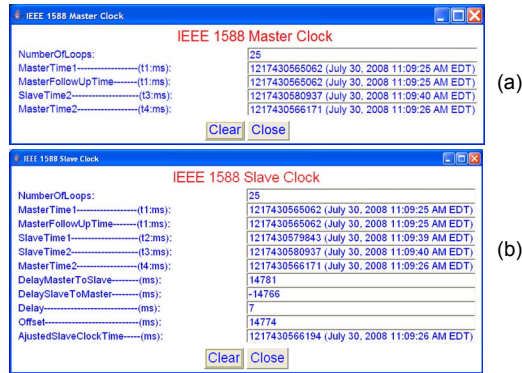 IEEE 1588 Master Clock
IEEE 1588 Master Clock
NumberOfLoops: 25
MasterTime1-----------------(t1:ms): 1217430565062 (July 30, 2008 11:09:25 AM EDT)
MasterFollowUpTime-------(t1:ms): 1217430565062 (July 30, 2008 11:09:25 AM EDT)
SlaveTime2-------------------(t3:ms): 1217430580937 (July 30, 2008 11:09:40 AM EDT)
MasterTime2-----------------(t4:ms): 1217430566171 (July 30, 2008 11:09:26 AM EDT)
Clear Close
(a)
IEEE 1588 Slave Clock
IEEE 1588 Slave Clock
NumberOfLoops: 25
MasterTime1-----------------(t1:ms): 1217430565062 (July 30, 2008 11:09:25 AM EDT)
MasterFollowUpTime-------(t1:ms): 1217430565062 (July 30, 2008 11:09:25 AM EDT)
SlaveTime1-------------------(t2:ms): 1217430579843 (July 30, 2008 11:09:39 AM EDT)
SlaveTime2-------------------(t3:ms): 1217430580937 (July 30, 2008 11:09:40 AM EDT)
MasterTime2-----------------(t4:ms): 1217430566171 (July 30, 2008 11:09:26 AM EDT)
DelayMasterToSlave--------(ms): 14781
DelaySlaveToMaster--------(ms): -14766
Delay---------------------------(ms): 7
Offset--------------------------(ms): 14774
AjustedSlaveClockTime-----(ms): 1217430566194 (July 30, 2008 11:09:26 AM EDT)
Clear Close
(b)